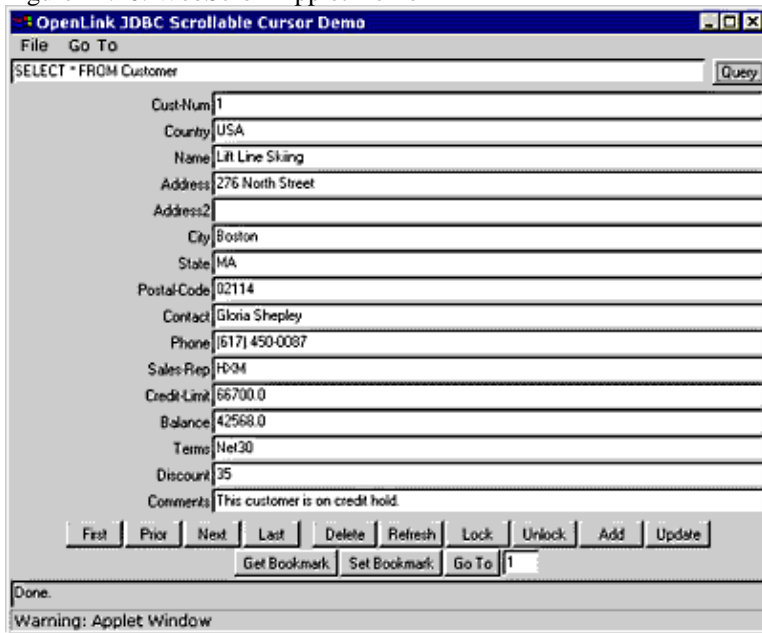 OpenLink JDBC Scrollable Cursor Demo
File Go To
SELECT * FROM Customer Query
Cust-Num 1
Country USA
Name Lift Line Skiing
Address 276 North Street
Address2
City Boston
State MA
Postal-Code 02114
Contact Gloria Shepley
Phone (617) 450-0087
Sales-Rep HXM
Credit-Limit 66700.0
Balance 42568.0
Terms Net30
Discount 35
Comments This customer is on credit hold.
First Prior Next Last Delete Refresh Lock Unlock Add Update
Get Bookmark Set Bookmark Go To 1
Done.
Warning: Applet Window